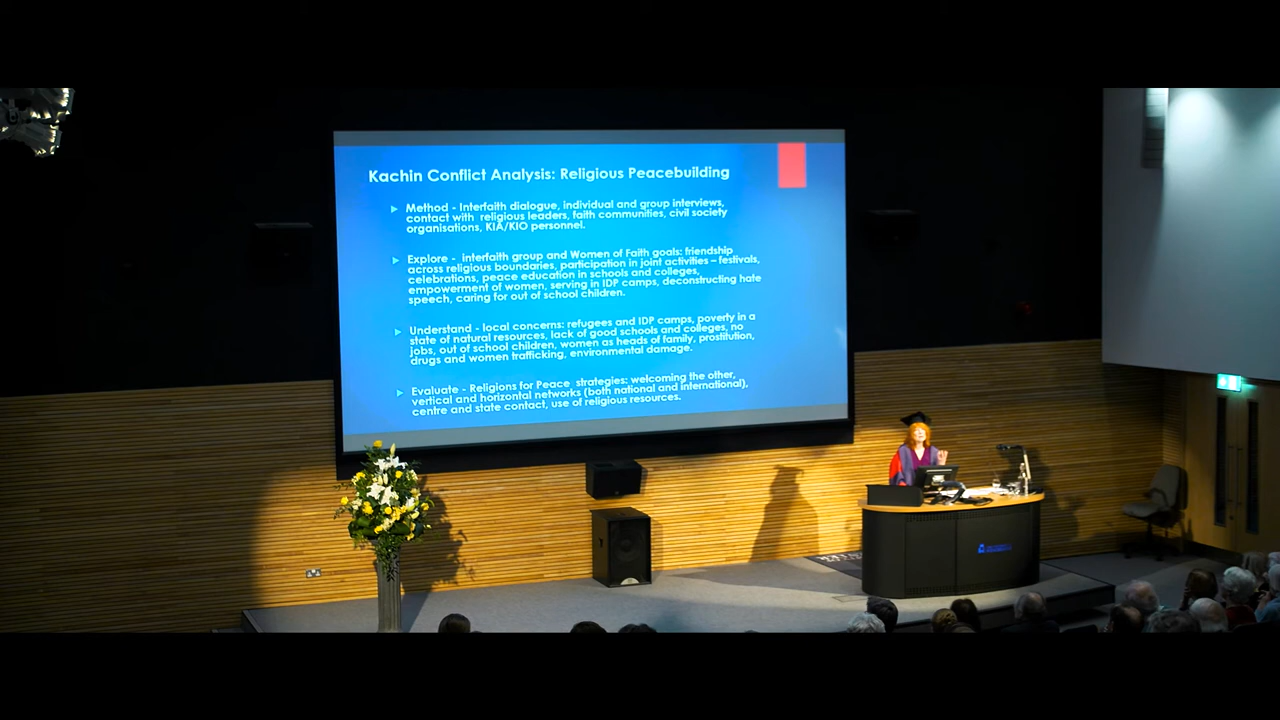 Kachin Conflict Analysis: Religious Peacebuilding
Method - Interfaith dialogue, individual and group interviews,
contact with religious leaders, faith communities, civil society
organisations, KIA/KIO personnel.
Explore - interfaith group and Women of Faith goals: friendship
across religious boundaries, participation in joint activities – festivals,
celebrations, peace education in schools and colleges,
empowerment of women, serving in IDP camps, deconstructing hate
speech, caring for out of school children.
Understand - local concerns: refugees and IDP camps, poverty in a
state of natural resources, lack of good schools and colleges, no
jobs, out of school children, women as heads of family, prostitution,
drugs and women trafficking, environmental damage.
Evaluate - Religions for Peace strategies: welcoming the other,
vertical and horizontal networks (both national and international),
centre and state contact, use of religious resources.